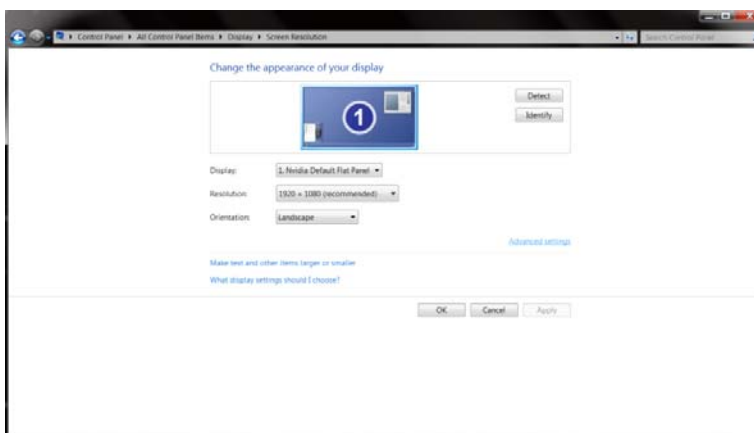 Control Panel ▸ All Control Panel Items ▸ Display ▸ Screen Resolution
Search Control Panel
Change the appearance of your display
1
Detect
Identify
Display: 1. Nvidia Default Flat Panel
Resolution: 1920 × 1080 (recommended)
Orientation: Landscape
Advanced settings
Make text and other items larger or smaller
What display settings should I choose?
OK Cancel Apply